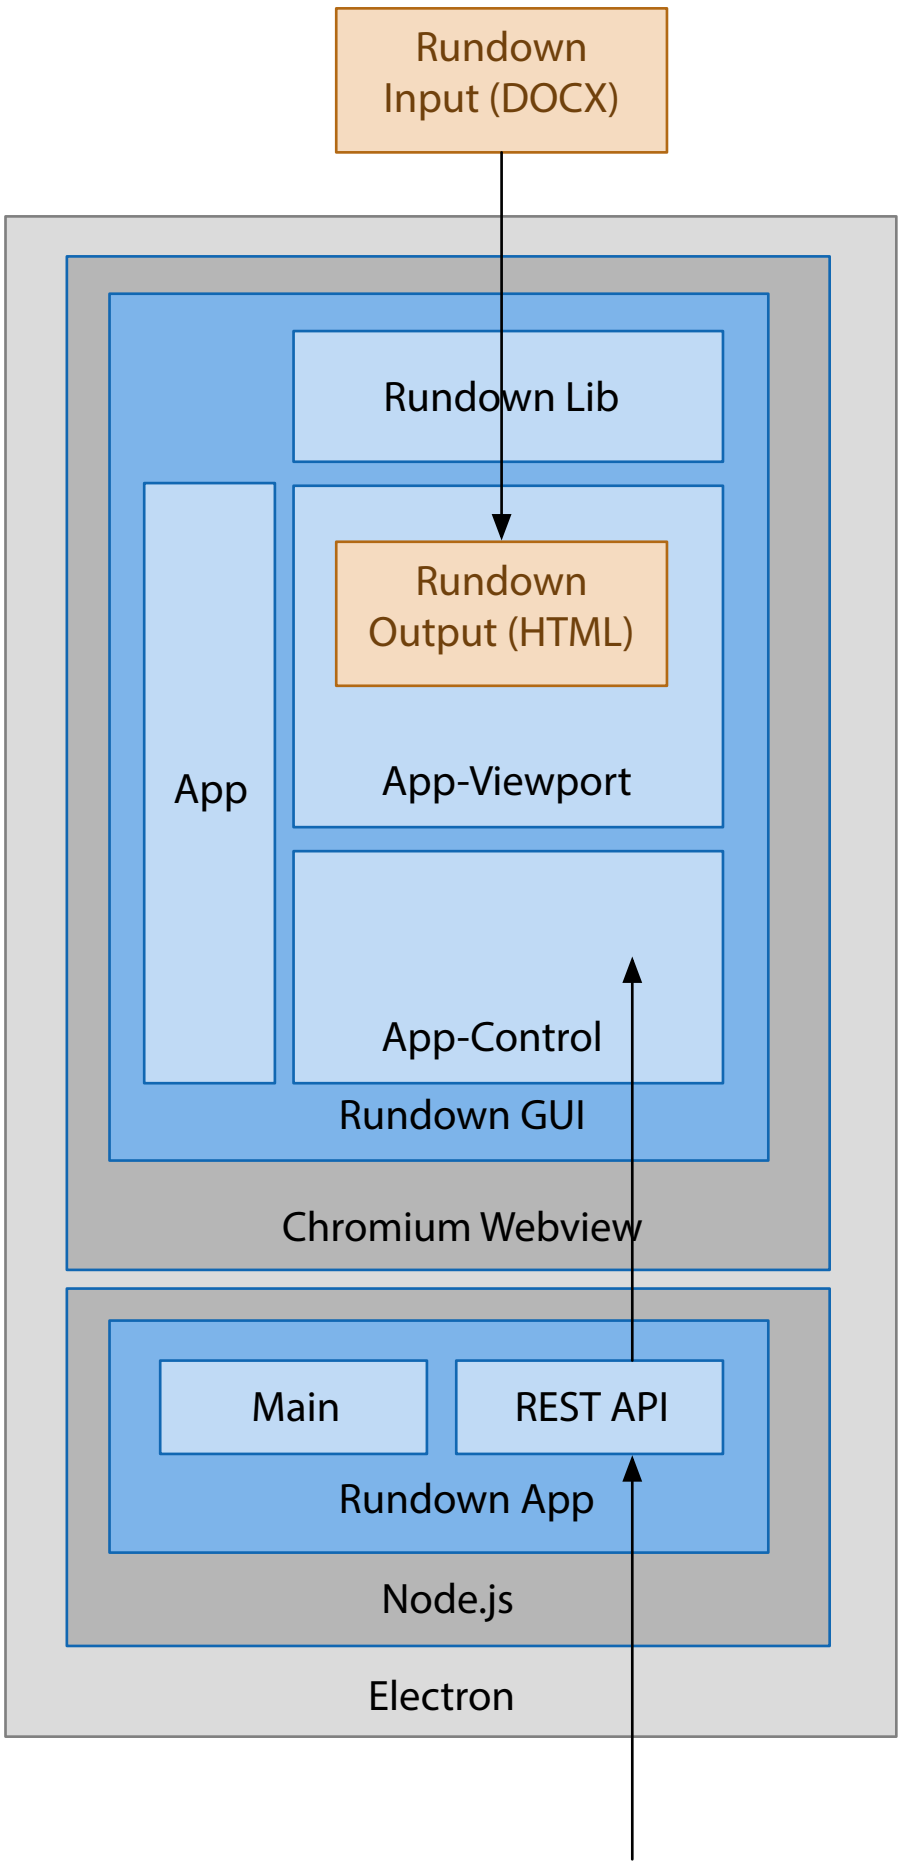 Rundown
Input (DOCX)
Rundown Lib
Rundown
Output (HTML)
App
App-Viewport
App-Control
Rundown GUI
Chromium Webview
Main
REST API
Rundown App
Node.js
Electron